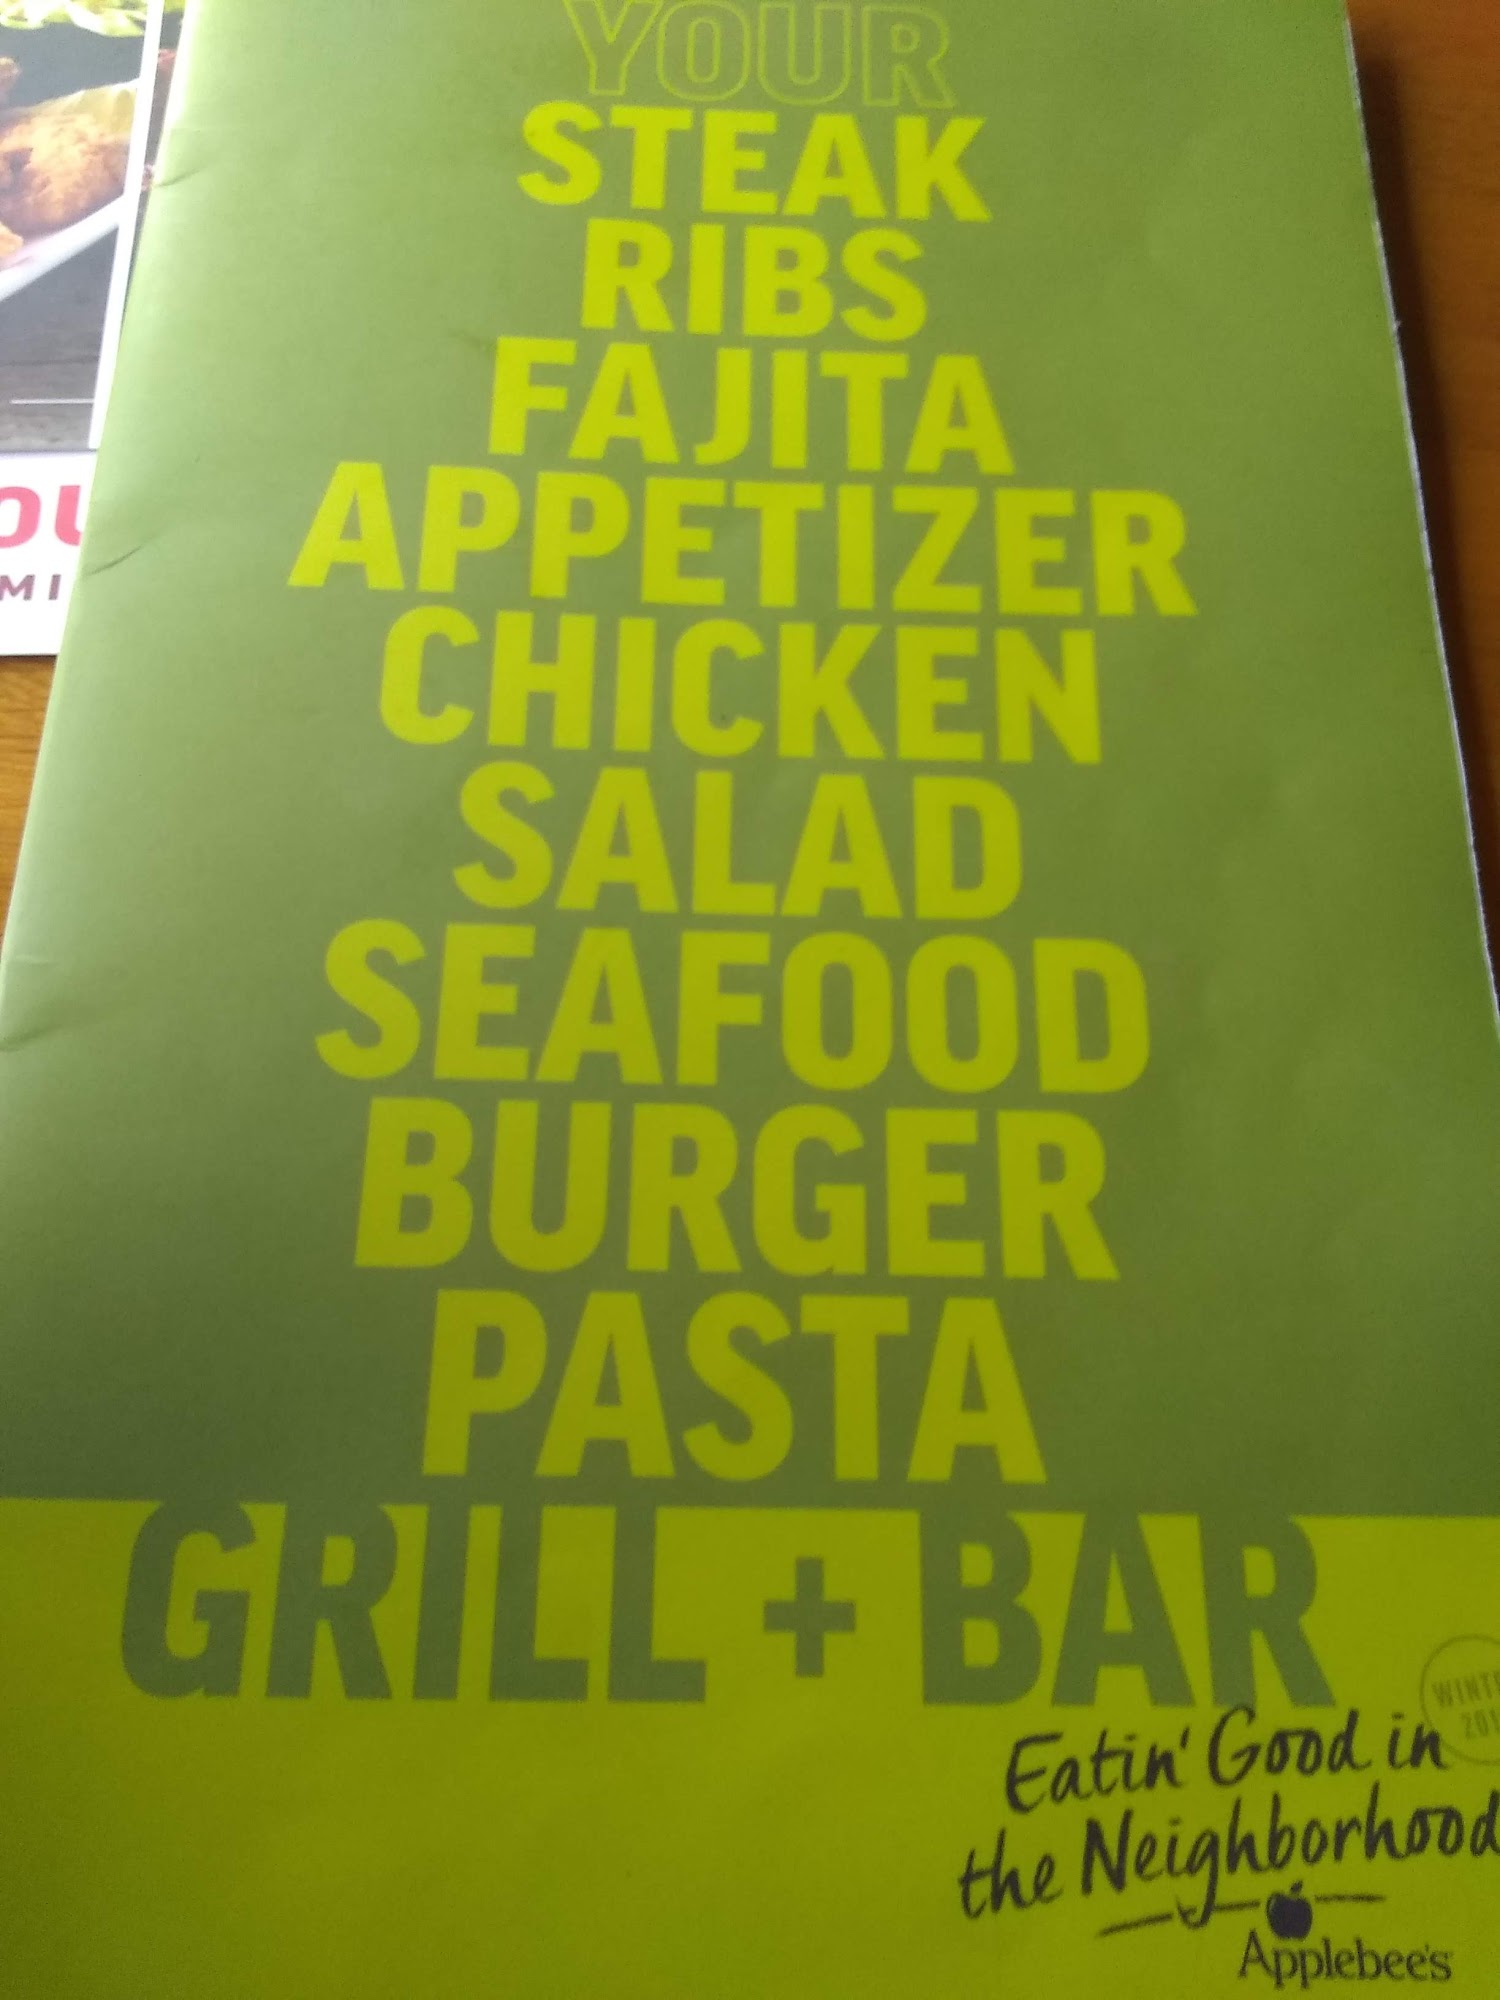 YOUR
STEAK
RIBS
FAJITA
APPETIZER
CHICKEN
SALAD
SEAFOOD
BURGER
PASTA
GRILL + BAR
Eatin' Good in
the Neighborhood
Applebee's